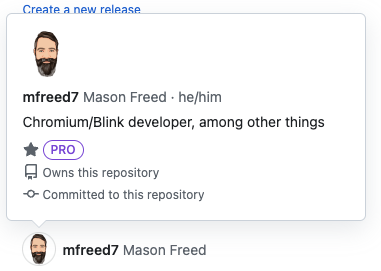 Create a new release
mfreed7 Mason Freed · he/him
Chromium/Blink developer, among other things
PRO
Owns this repository
Committed to this repository
mfreed7 Mason Freed